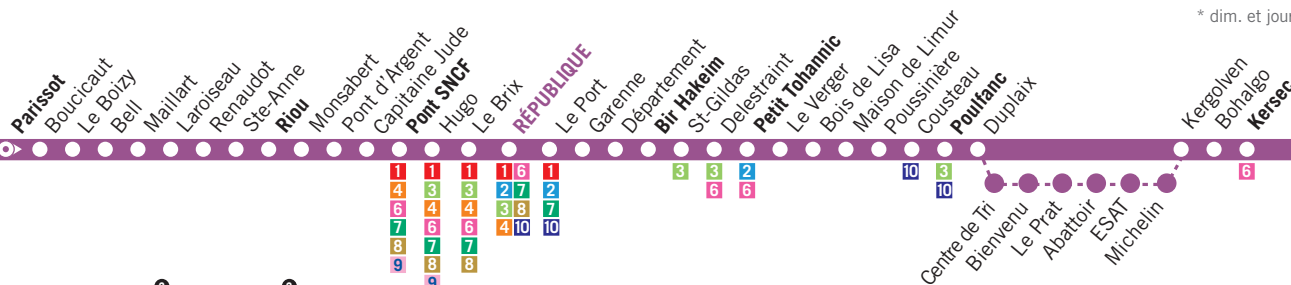 * dim. et jour
Parissot
Boucicaut
Le Boizy
Bell
Maillart
Laroiseau
Renaudot
Ste-Anne
Riou
Monsabert
Pont d'Argent
Capitaine Jude
Pont SNCF
Hugo
Le Brix
RÉPUBLIQUE
Le Port
Garenne
Département
Bir Hakeim
St-Gildas
Delestraint
Petit Tohannic
Le Verger
Bois de Lisa
Maison de Limur
Poussinière
Cousteau
Poulfanc
Duplaix
Kergolven
Bohalgo
Kersec
1 1 1 1 6 1 3 3 2 10 3 6
4 3 3 2 7 2 6 6 10
6 4 4 3 8 7
7 6 6 4 10 10
8 7 7
9 8 8
9
Centre de Tri
Bienvenu
Le Prat
Abattoir
ESAT
Michelin